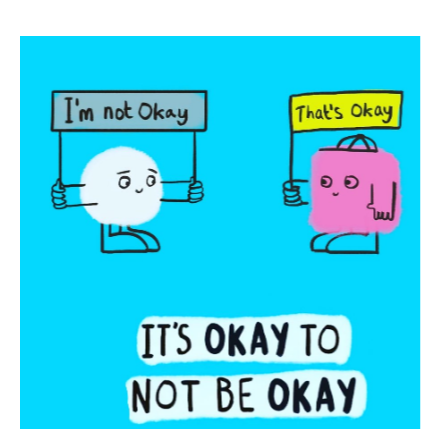 I'm not Okay
That's Okay
IT'S OKAY TO
NOT BE OKAY